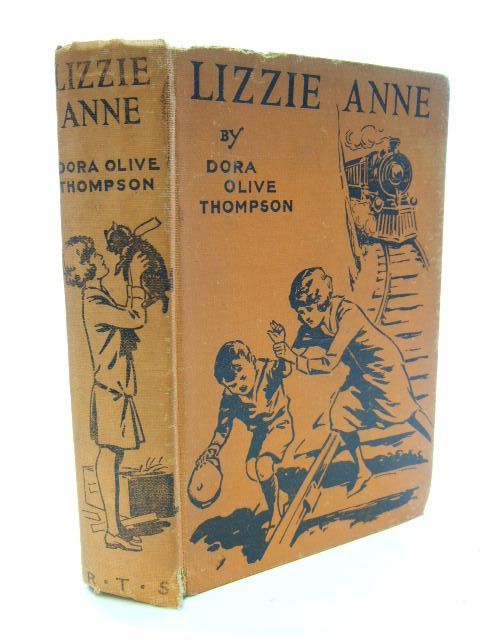 LIZZIE
ANNE
DORA OLIVE
THOMPSON
R·T·S
LIZZIE ANNE
BY
DORA
OLIVE
THOMPSON